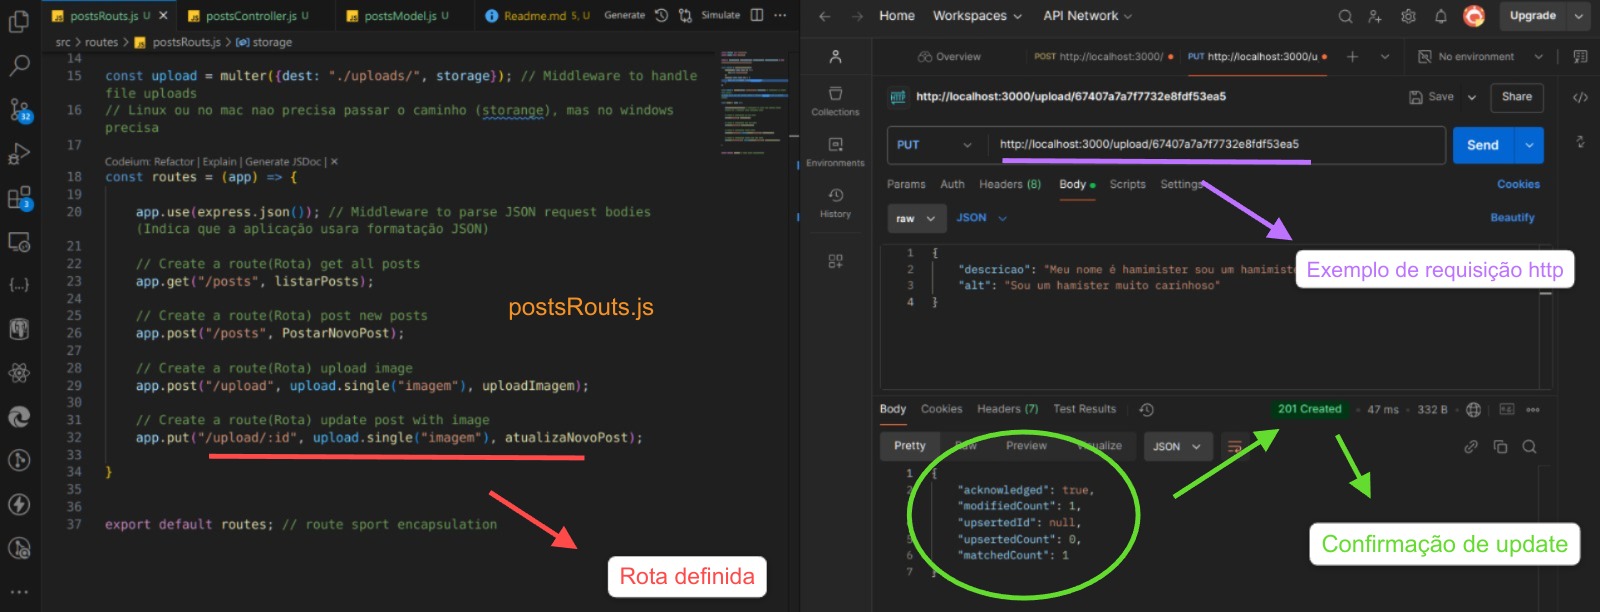 postsRouts.js U
postsController.js U
postsModel.js U
Readme.md 5, U
Generate
Simulate
src > routes > postsRouts.js > storage
14
15 const upload = multer({dest: "./uploads/", storage}); // Middleware to handle
file uploads
16 // Linux ou no mac nao precisa passar o caminho (storange), mas no windows
precisa
17
Codeium: Refactor | Explain | Generate JSDoc | ×
18 const routes = (app) => {
19
20 app.use(express.json()); // Middleware to parse JSON request bodies
(Indica que a aplicação usara formatação JSON)
21
22 // Create a route(Rota) get all posts
23 app.get("/posts", listarPosts);
24
25 // Create a route(Rota) post new posts
26 app.post("/posts", PostarNovoPost);
27
28 // Create a route(Rota) upload image
29 app.post("/upload", upload.single("imagem"), uploadImagem);
30
31 // Create a route(Rota) update post with image
32 app.put("/upload/:id", upload.single("imagem"), atualizaNovoPost);
33
34 }
35
36
37 export default routes; // route sport encapsulation
postsRouts.js
Rota definida
32
3
Home
Workspaces
API Network
Upgrade
Overview
POST http://localhost:3000/
PUT http://localhost:3000/u
No environment
Collections
Environments
History
HTTP
http://localhost:3000/upload/67407a7a7f7732e8fdf53ea5
Save
Share
PUT
http://localhost:3000/upload/67407a7a7f7732e8fdf53ea5
Send
Params
Auth
Headers (8)
Body
Scripts
Settings
Cookies
raw
JSON
Beautify
1 {
2 "descricao": "Meu nome é hamimister sou um hamimiste
3 "alt": "Sou um hamister muito carinhoso"
4 }
Exemplo de requisição http
Body
Cookies
Headers (7)
Test Results
201 Created
47 ms
332 B
Pretty
Raw
Preview
Visualize
JSON
1 {
2 "acknowledged": true,
"modifiedCount": 1,
"upsertedId": null,
5 "upsertedCount": 0,
6 "matchedCount": 1
7 }
Confirmação de update